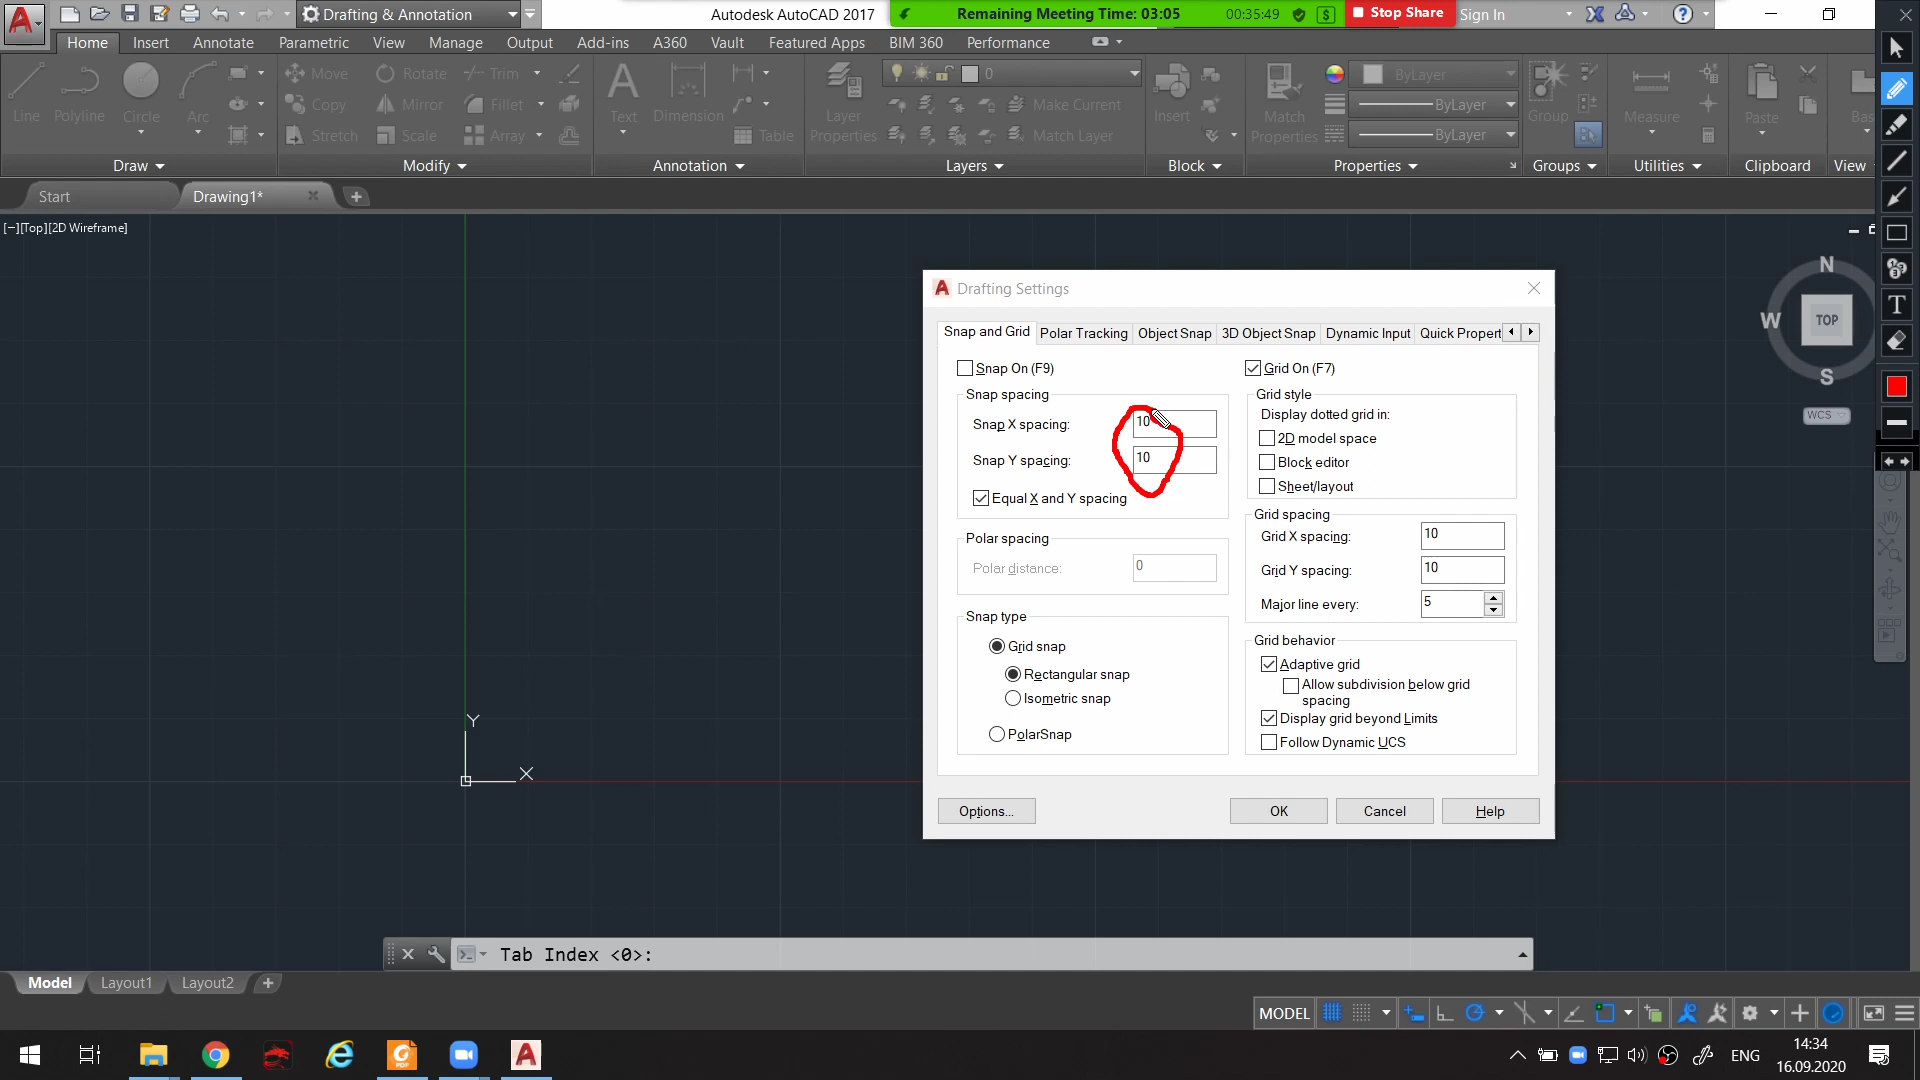 Drafting & Annotation
Autodesk AutoCAD 2017
Remaining Meeting Time: 03:05
00:35:49
Stop Share
Sign In
Home Insert Annotate Parametric View Manage Output Add-ins A360 Vault Featured Apps BIM 360 Performance
Line Polyline Circle Arc
Move Rotate Trim
Copy Mirror Fillet
Stretch Scale Array
Text Dimension Table
Layer Properties
0
Make Current
Match Layer
Insert
Match Properties
ByLayer
ByLayer
ByLayer
Group Measure Paste
Draw Modify Annotation Layers Block Properties Groups Utilities Clipboard View
Start Drawing1*
[−][Top][2D Wireframe]
N
W TOP
S
WCS
Drafting Settings
Snap and Grid Polar Tracking Object Snap 3D Object Snap Dynamic Input Quick Propert
Snap On (F9)
Snap spacing
Snap X spacing: 10
Snap Y spacing: 10
Equal X and Y spacing
Polar spacing
Polar distance: 0
Snap type
Grid snap
Rectangular snap
Isometric snap
PolarSnap
Grid On (F7)
Grid style
Display dotted grid in:
2D model space
Block editor
Sheet/layout
Grid spacing
Grid X spacing: 10
Grid Y spacing: 10
Major line every: 5
Grid behavior
Adaptive grid
Allow subdivision below grid
spacing
Display grid beyond Limits
Follow Dynamic UCS
Options... OK Cancel Help
Y
X
Tab Index <0>:
Model Layout1 Layout2
MODEL
ENG
14:34
16.09.2020